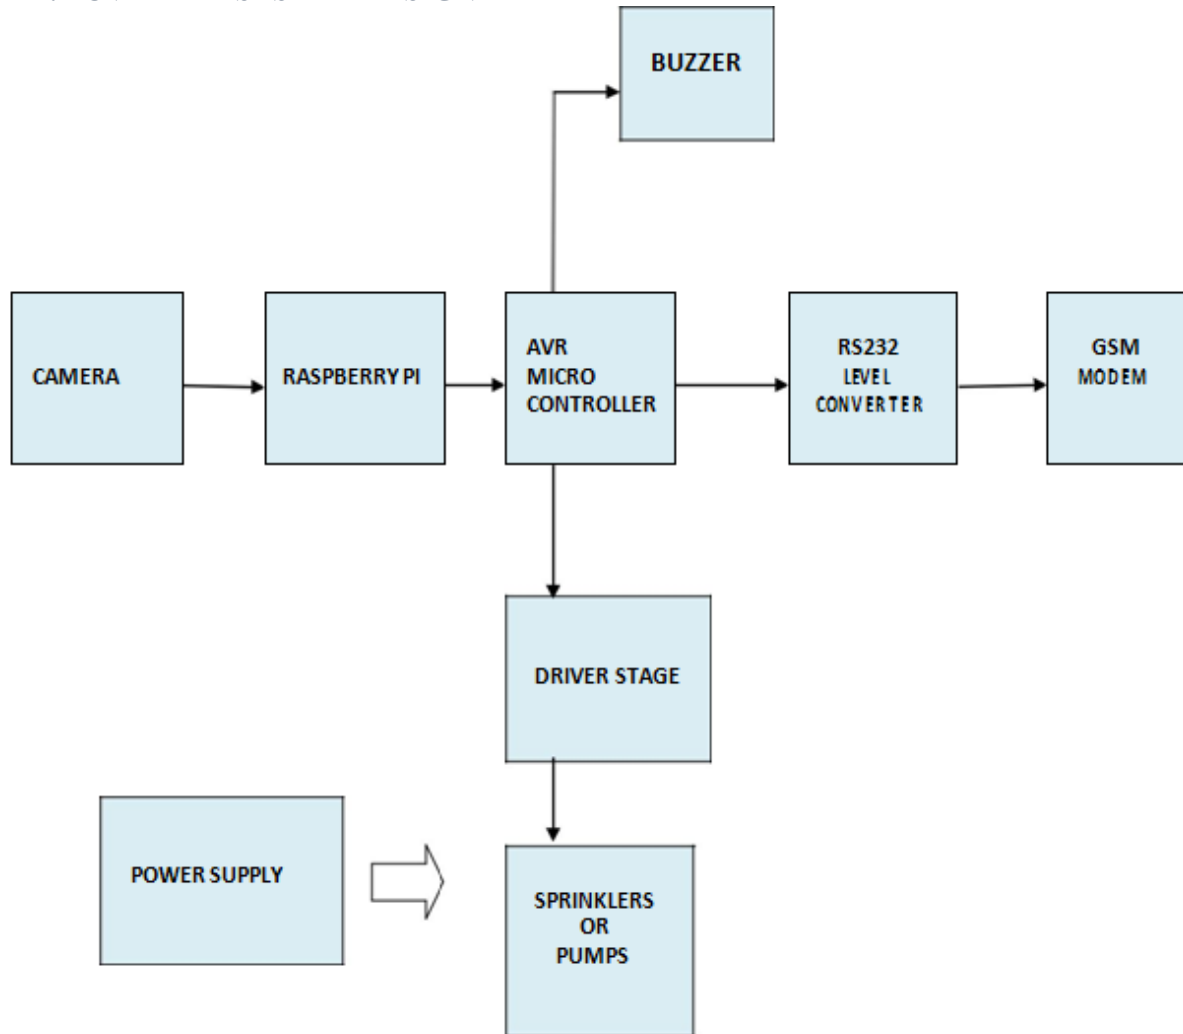 BUZZER
CAMERA
RASPBERRY PI
AVR
MICRO
CONTROLLER
RS232
LEVEL
CONVERTER
GSM
MODEM
DRIVER STAGE
POWER SUPPLY
SPRINKLERS
OR
PUMPS